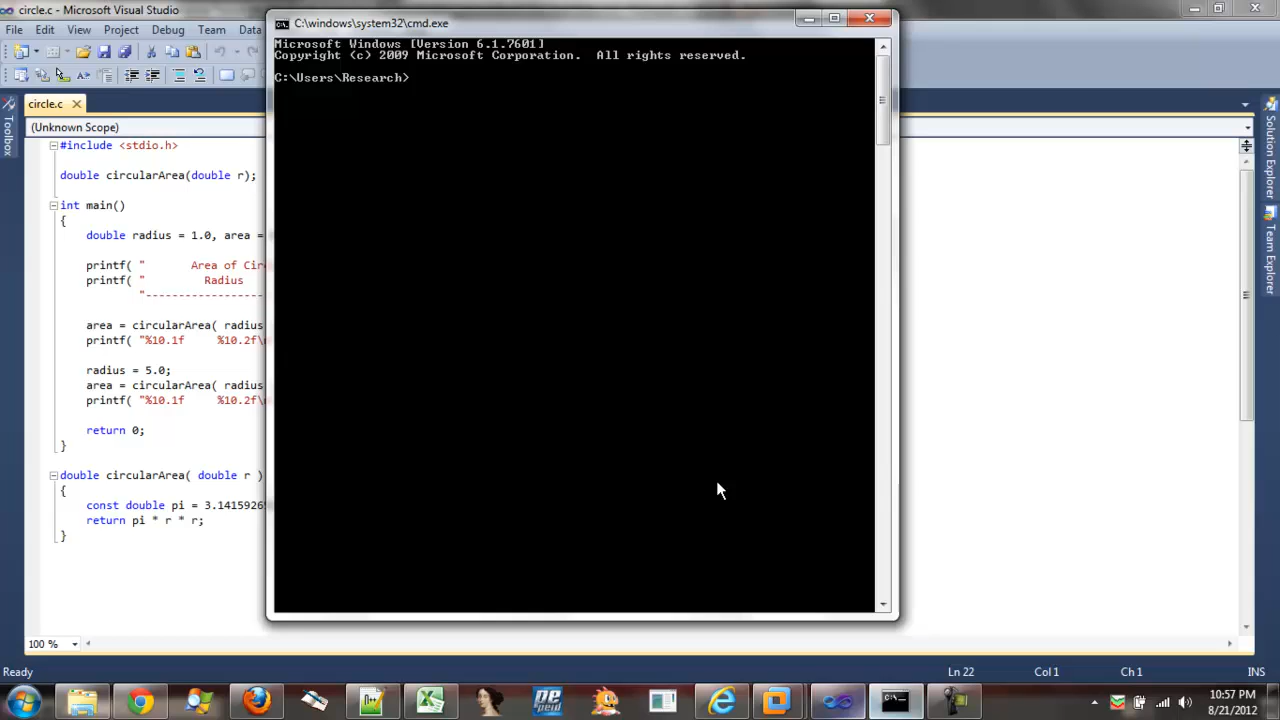 circle.c - Microsoft Visual Studio
C:\windows\system32\cmd.exe
File Edit View Project Debug Team Data
Microsoft Windows [Version 6.1.7601]
Copyright (c) 2009 Microsoft Corporation.  All rights reserved.
C:\Users\Research>
circle.c
(Unknown Scope)
Toolbox
Solution Explorer
Team Explorer
#include <stdio.h>
double circularArea(double r);
int main()
{
double radius = 1.0, area =
printf( "       Area of Cir
printf( "         Radius
"------------------
area = circularArea( radius
printf( "%10.1f     %10.2f\
radius = 5.0;
area = circularArea( radius
printf( "%10.1f     %10.2f\
return 0;
}
double circularArea( double r )
{
const double pi = 3.1415926
return pi * r * r;
}
100 %
Ready
Ln 22
Col 1
Ch 1
INS
PE
PEiD
10:57 PM
8/21/2012